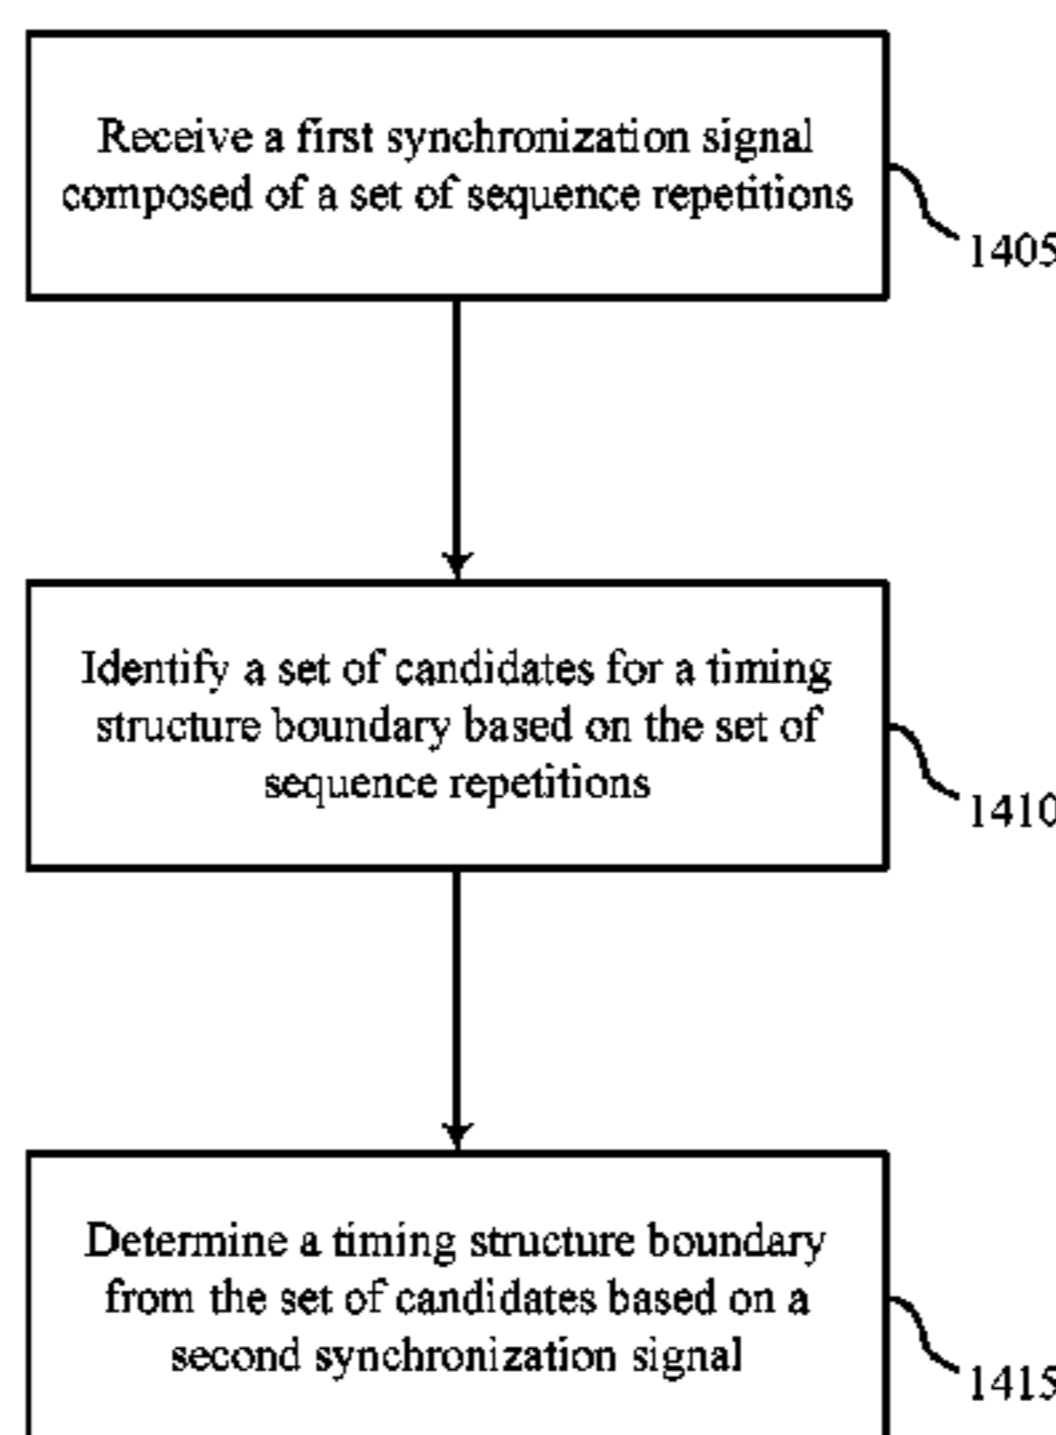 Receive a first synchronization signal
composed of a set of sequence repetitions
1405
Identify a set of candidates for a timing
structure boundary based on the set of
sequence repetitions
1410
Determine a timing structure boundary
from the set of candidates based on a
second synchronization signal
1415